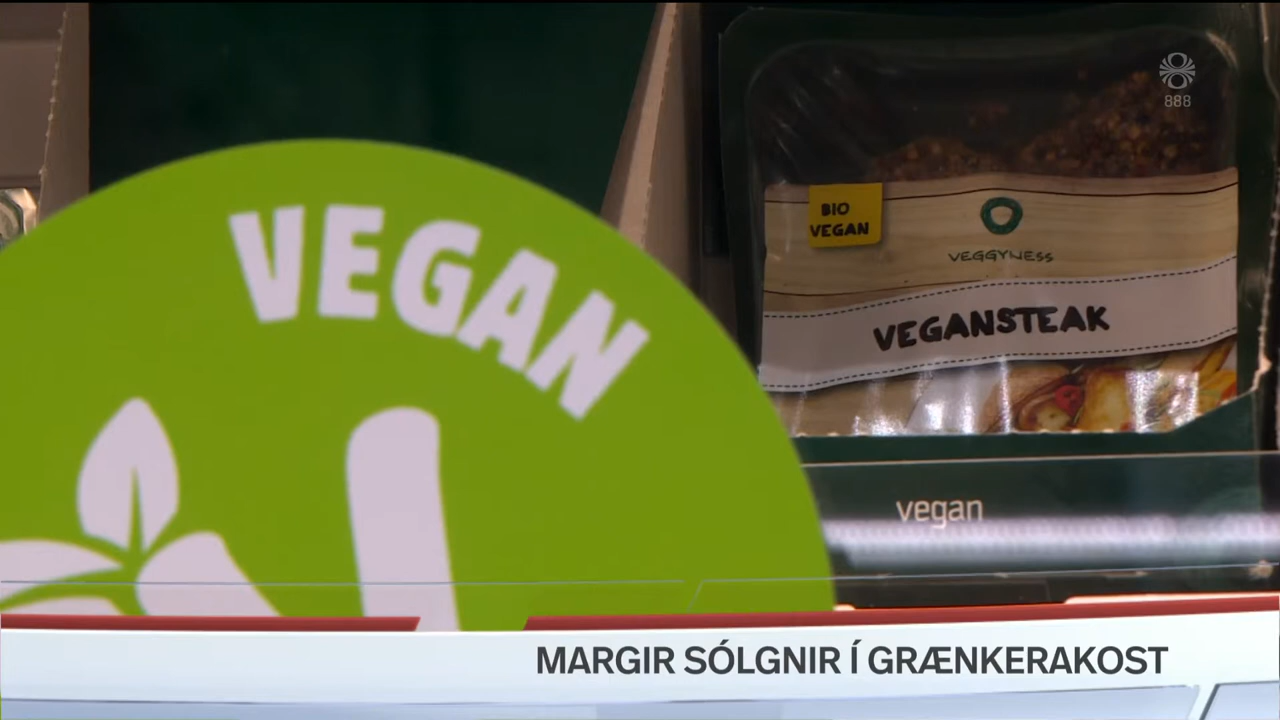 888
VEGAN
BIO
VEGAN
VEGGYNESS
VEGANSTEAK
vegan
MARGIR SÓLGNIR Í GRÆNKERAKOST